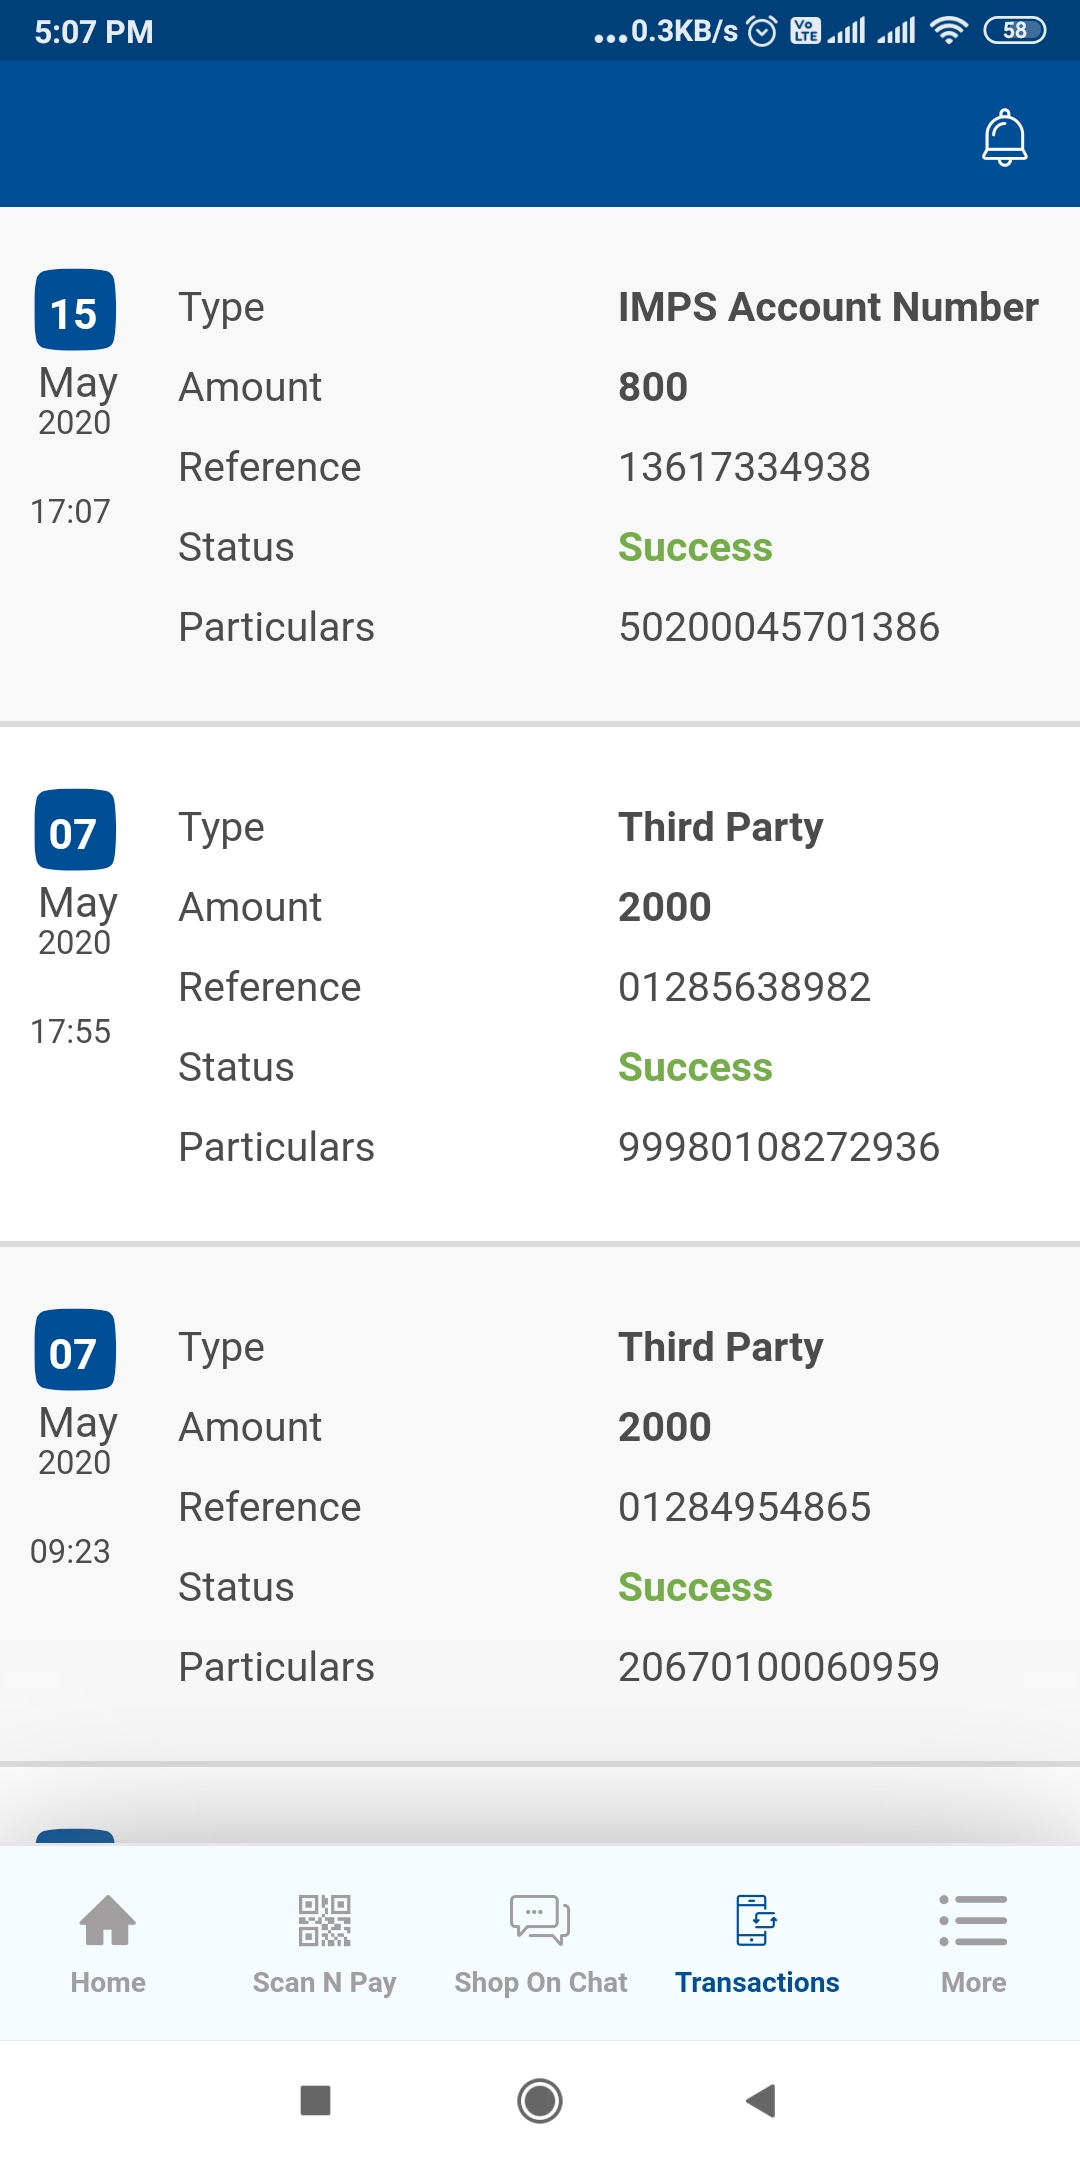 5:07 PM ...0.3KB/s Vo LTE 58
15 Type IMPS Account Number
May Amount 800
2020
Reference 13617334938
17:07
Status Success
Particulars 50200045701386
07 Type Third Party
May Amount 2000
2020
Reference 01285638982
17:55
Status Success
Particulars 99980108272936
07 Type Third Party
May Amount 2000
2020
Reference 01284954865
09:23
Status Success
Particulars 20670100060959
Home Scan N Pay Shop On Chat Transactions More